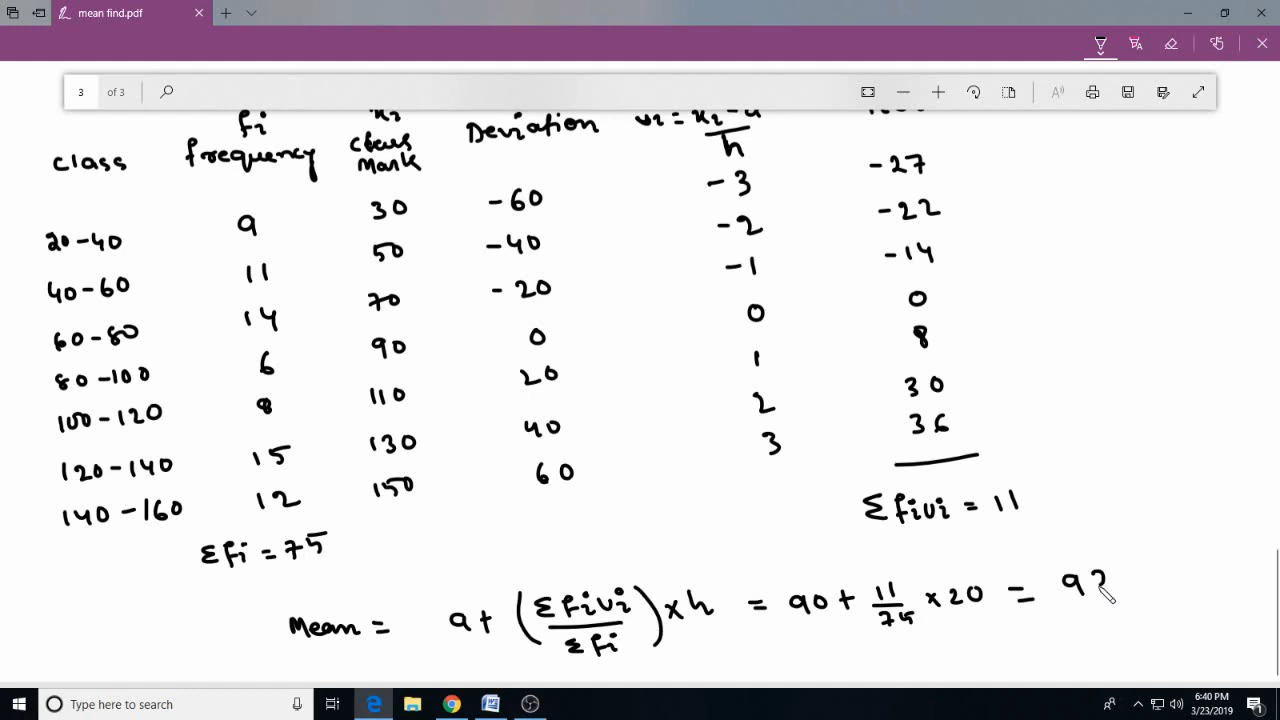 mean find.pdf
3 of 3
class fi frequency class Mark Deviation h
20-40 9 30 -60 -3 -27
40-60 11 50 -40 -2 -22
60-80 14 70 -20 -1 -14
80-100 6 90 0 0 0
100-120 8 110 20 1 8
120-140 15 130 40 2 30
140-160 12 150 60 3 36
Σfi = 75
Σfiui = 11
Mean = a + (Σfiui / Σfi) × h = 90 + 11/75 × 20 = 92
Type here to search
6:40 PM
3/23/2019